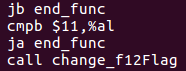 jb end_func
cmpb $11,%al
ja end_func
call change_f12Flag